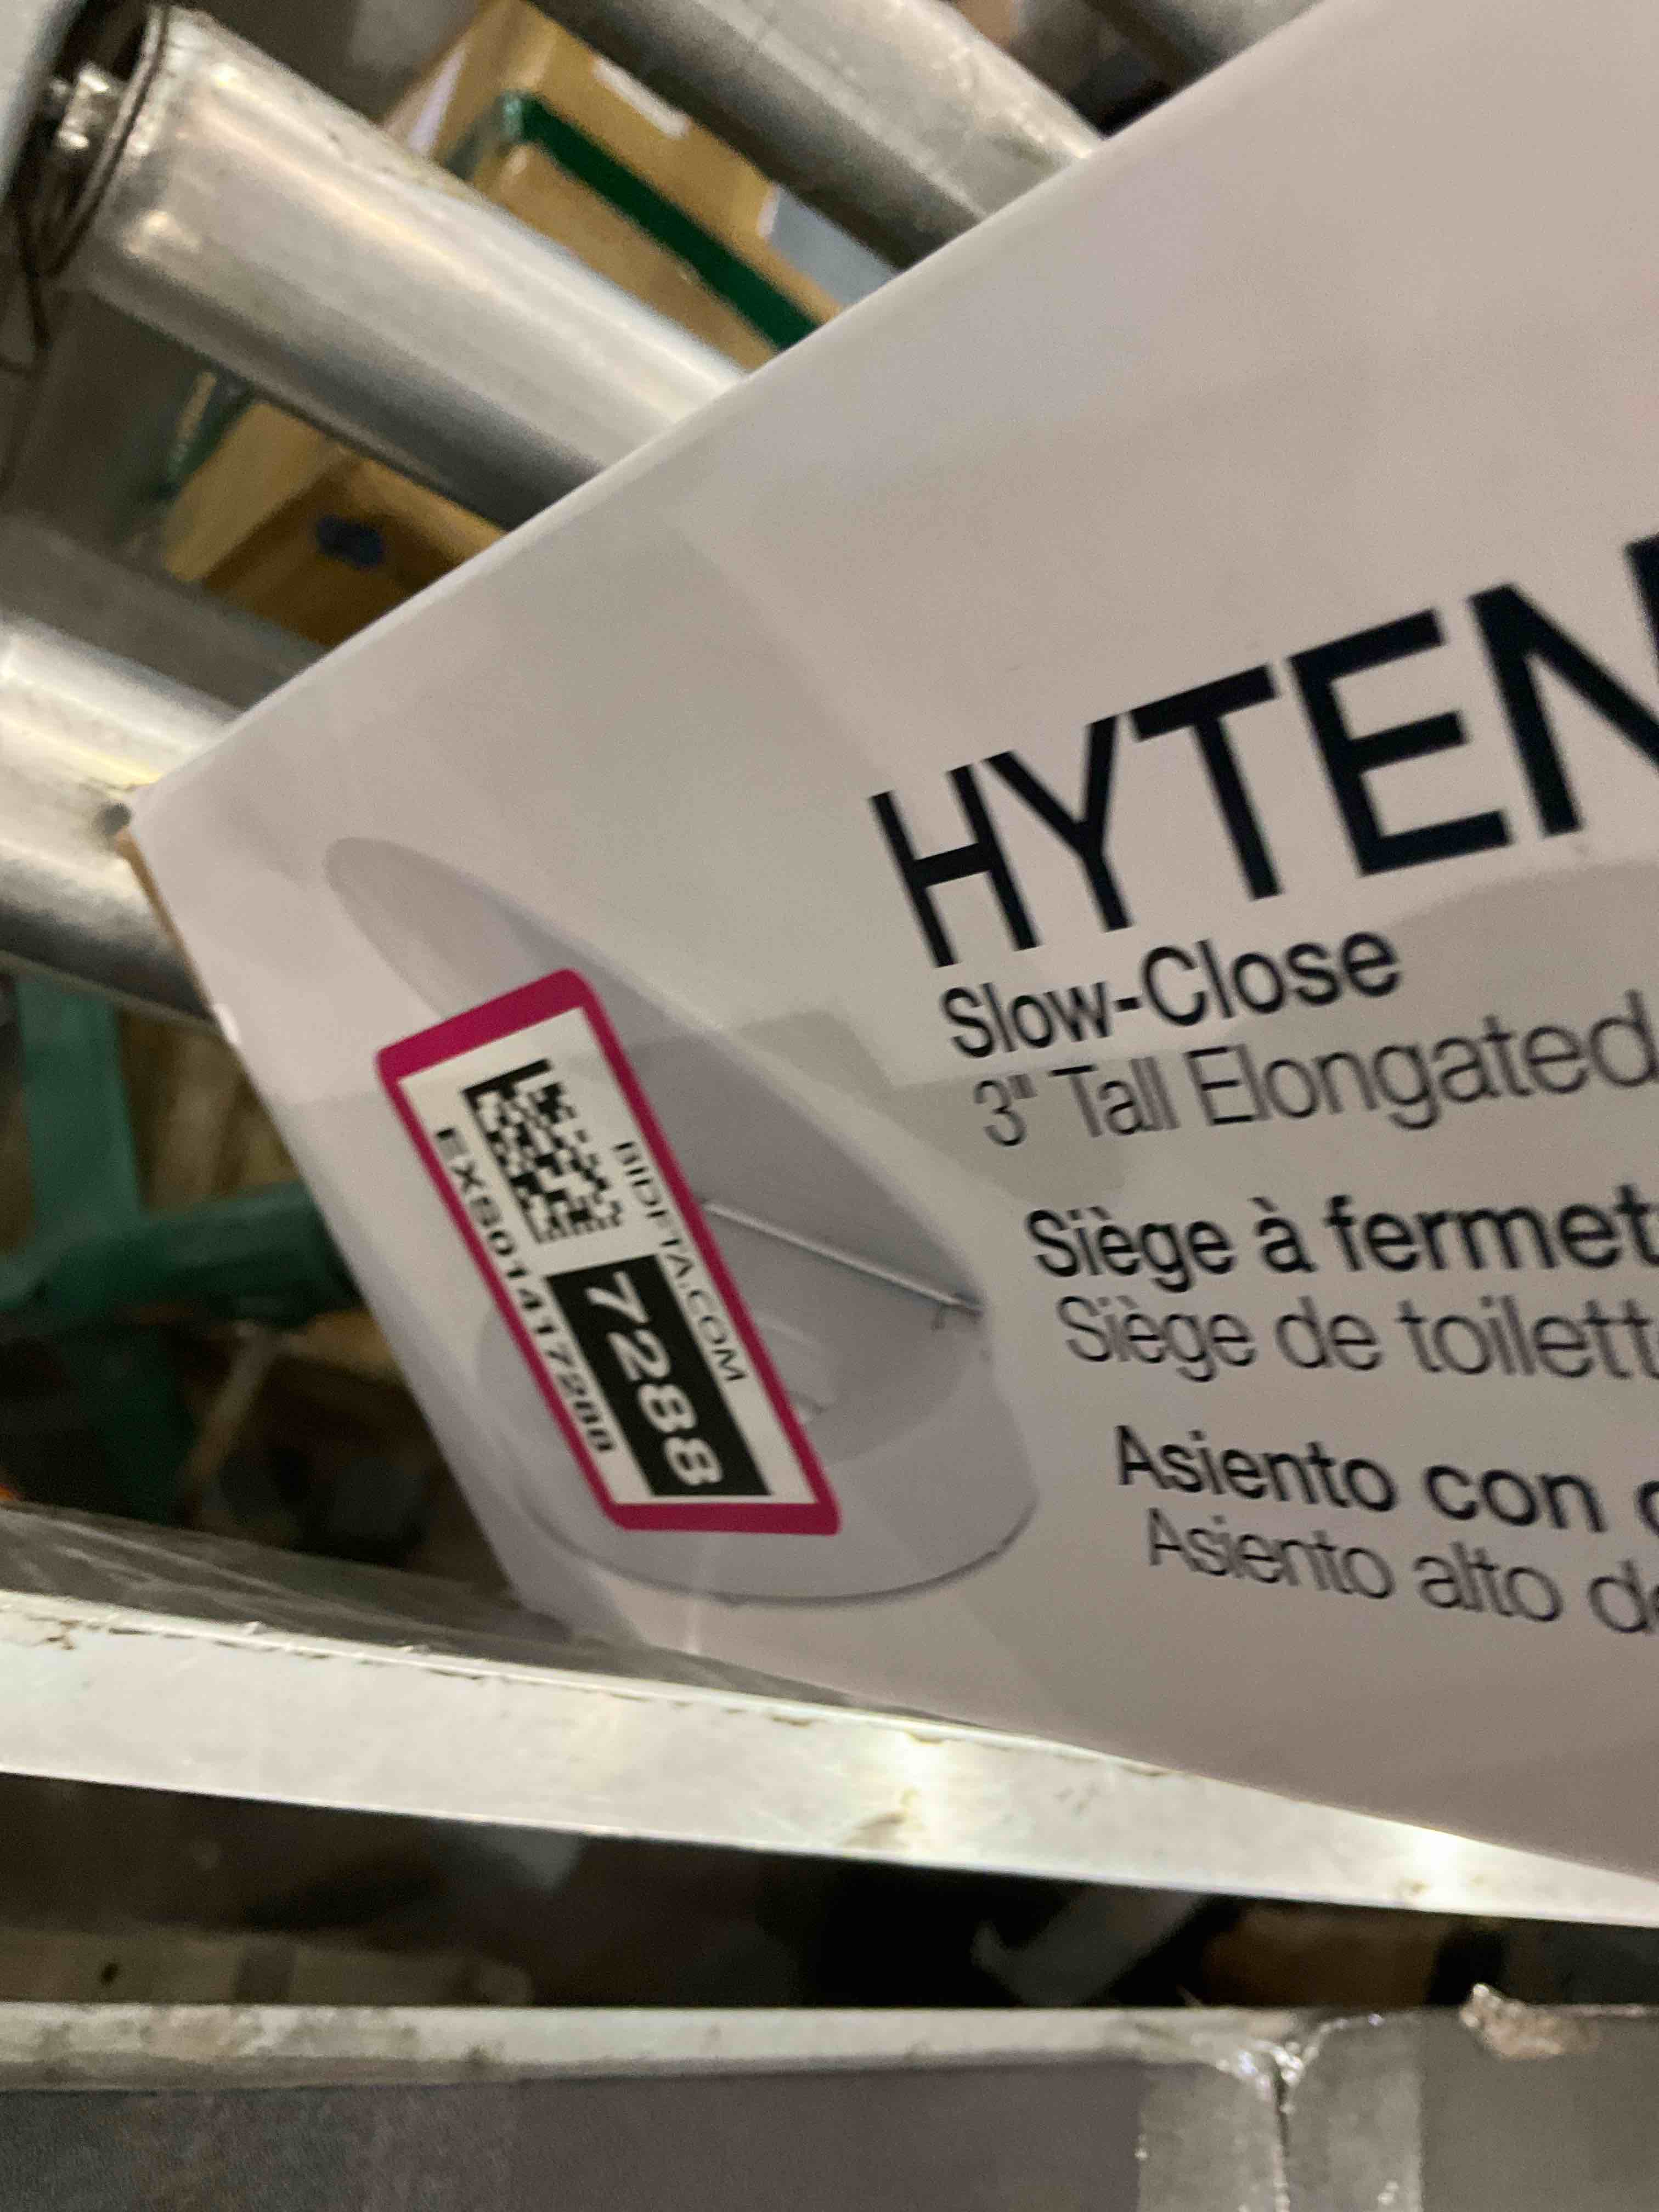 HYTEN
Slow-Close
3" Tall Elongated
Siège à fermet
Siège de toilett
Asiento con
Asiento alto de
BIDFTA.COM
7288
EXS01417288